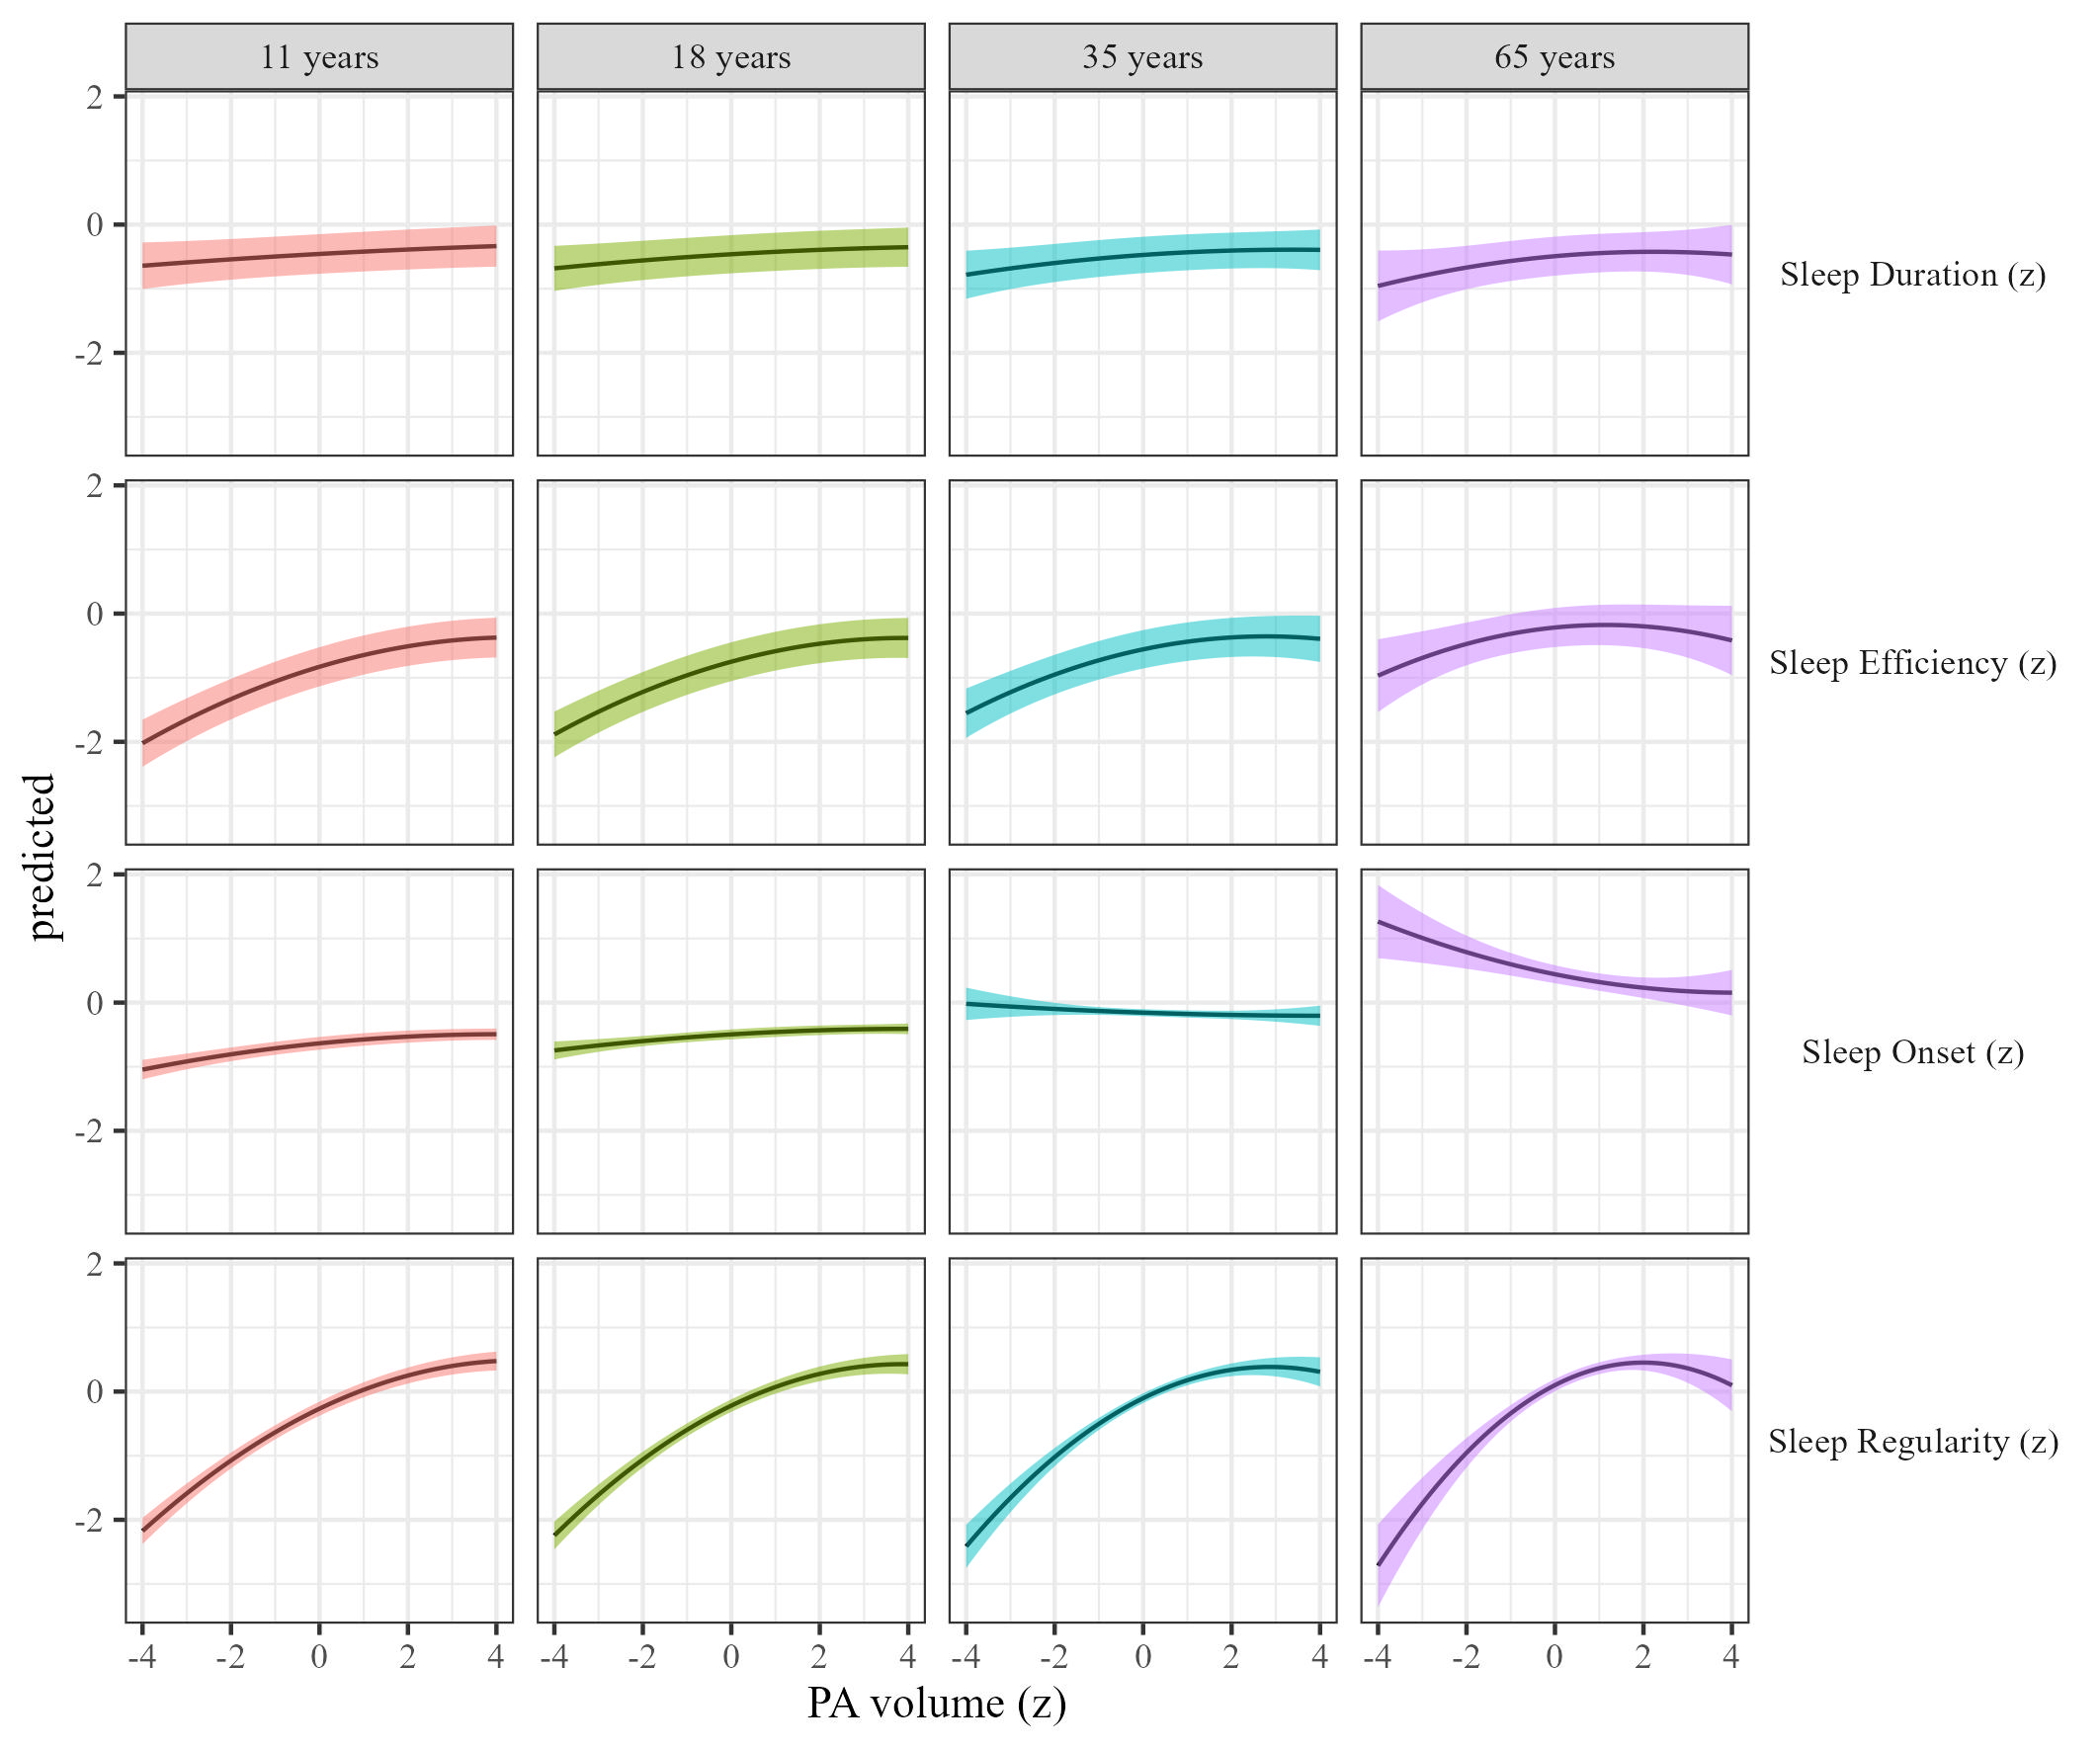 11 years 18 years 35 years 65 years
2
0
-2
Sleep Duration (z)
2
0
-2
Sleep Efficiency (z)
predicted
2
0
-2
Sleep Onset (z)
2
0
-2
Sleep Regularity (z)
-4 -2 0 2 4 -4 -2 0 2 4 -4 -2 0 2 4 -4 -2 0 2 4
PA volume (z)